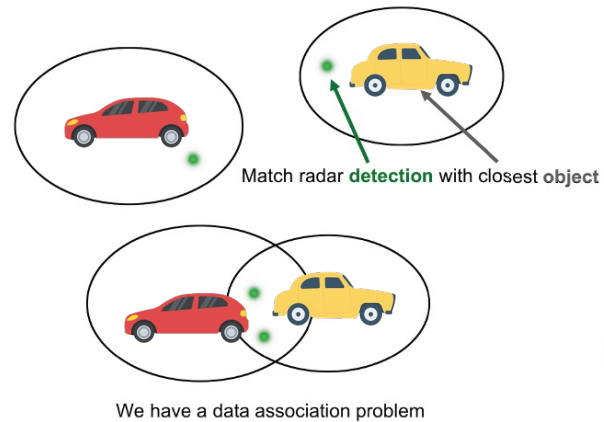 Match radar detection with closest object
We have a data association problem